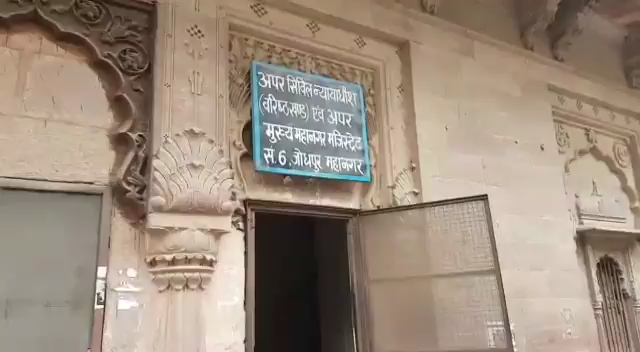 अपर सिविल न्यायाधीश
(वरिष्ठ खण्ड) एवं अपर
मुख्य महानगर मजिस्ट्रेट
सं. 6, जोधपुर महानगर